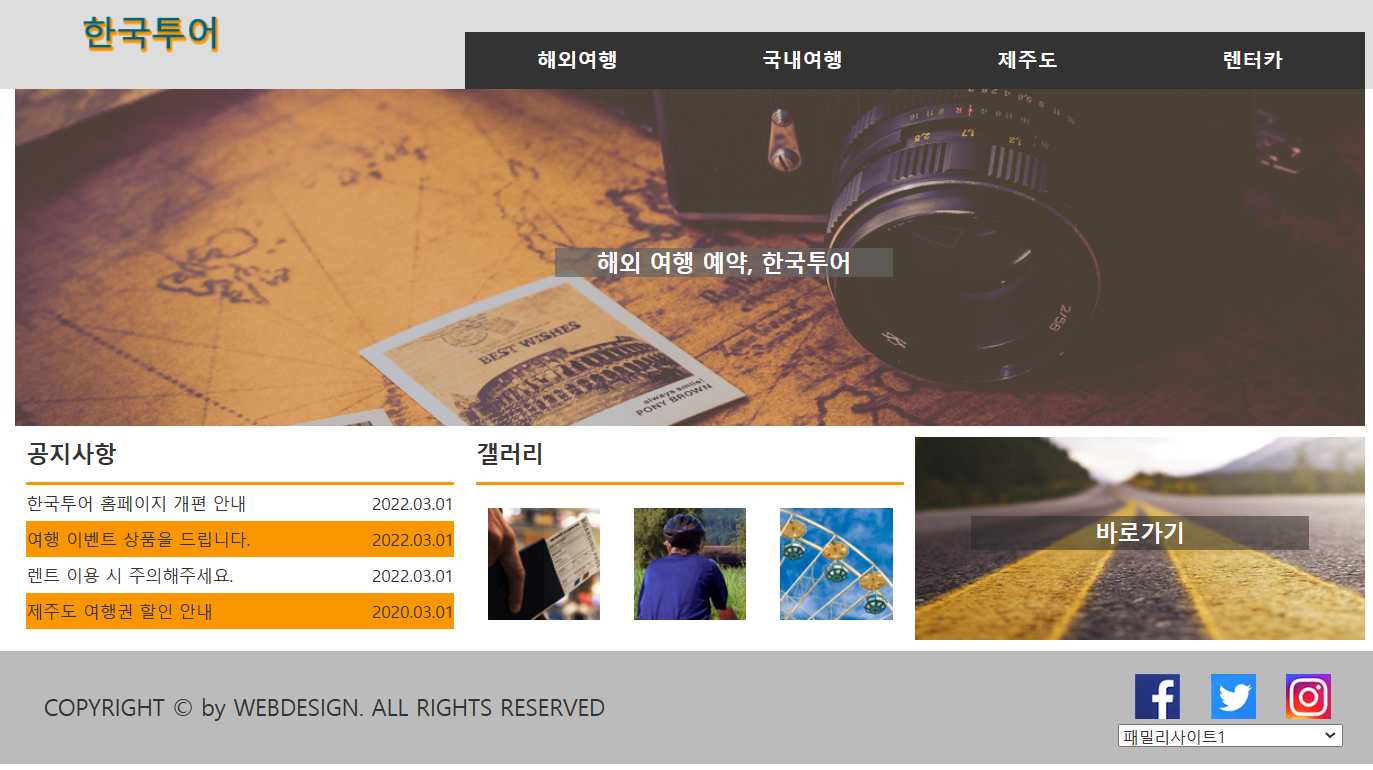 한국투어
해외여행 국내여행 제주도 렌터카
해외 여행 예약, 한국투어
BEST WISHES
always smile!
PONY BROWN
2/58
공지사항
한국투어 홈페이지 개편 안내 2022.03.01
여행 이벤트 상품을 드립니다. 2022.03.01
렌트 이용 시 주의해주세요. 2022.03.01
제주도 여행권 할인 안내 2020.03.01
갤러리
바로가기
COPYRIGHT © by WEBDESIGN. ALL RIGHTS RESERVED
패밀리사이트1